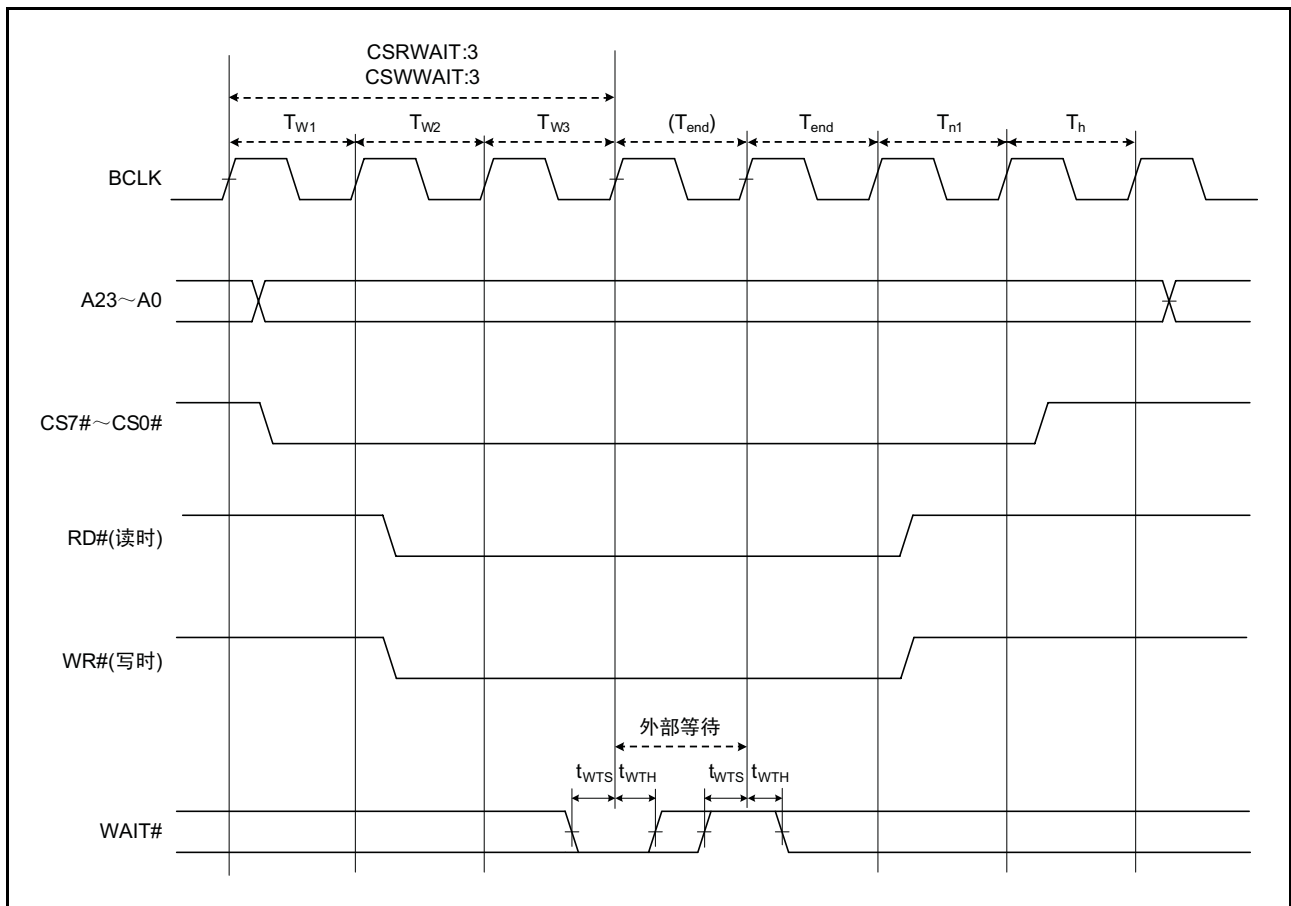 CSRWAIT:3
CSWWAIT:3
TW1 TW2 TW3 (Tend) Tend Tn1 Th
BCLK
A23～A0
CS7#～CS0#
RD#(读时)
WR#(写时)
外部等待
tWTS tWTH tWTS tWTH
WAIT#